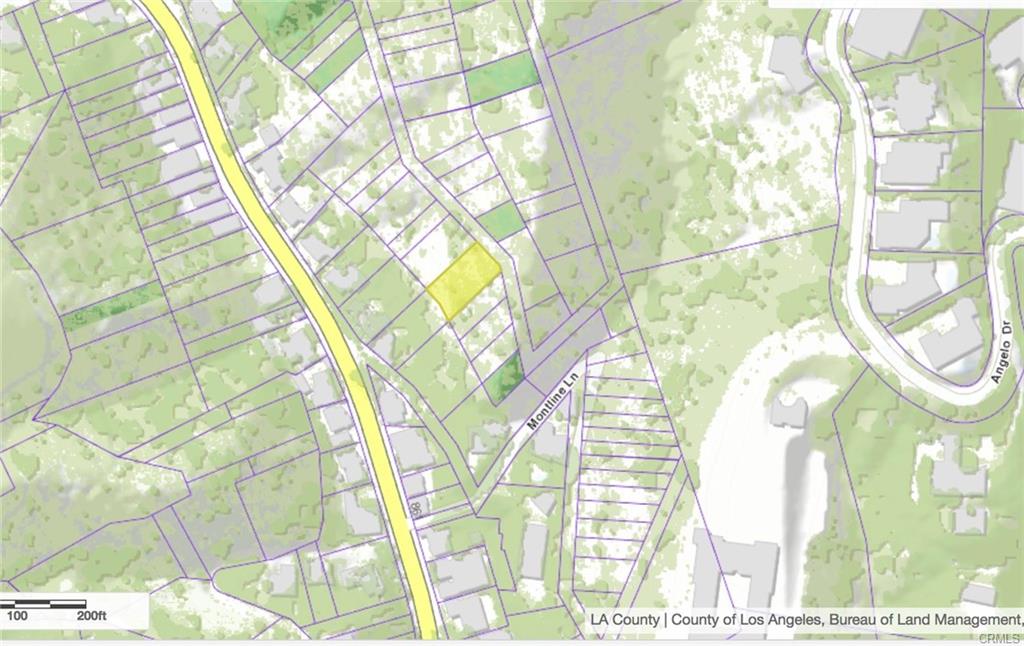 Angelo Dr
Montline Ln
100 200ft
LA County | County of Los Angeles, Bureau of Land Management,
CRMLS